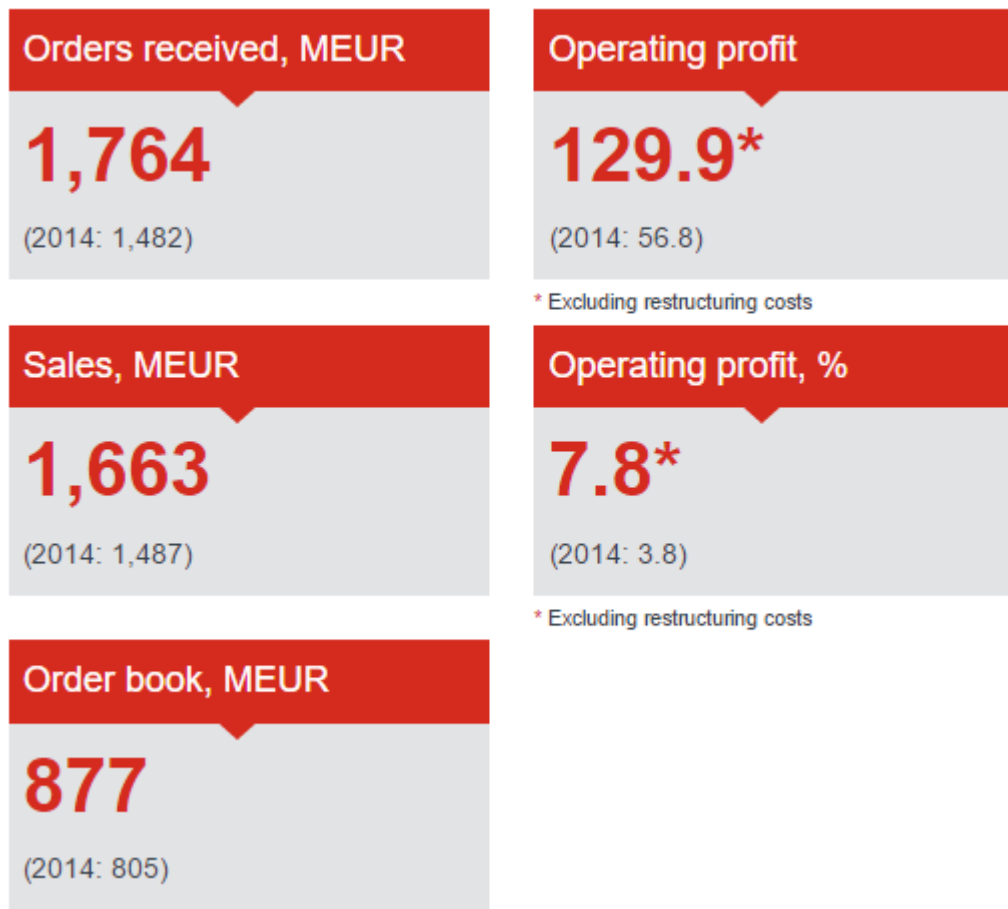 Orders received, MEUR
1,764
(2014: 1,482)
Operating profit
129.9*
(2014: 56.8)
* Excluding restructuring costs
Sales, MEUR
1,663
(2014: 1,487)
Operating profit, %
7.8*
(2014: 3.8)
* Excluding restructuring costs
Order book, MEUR
877
(2014: 805)